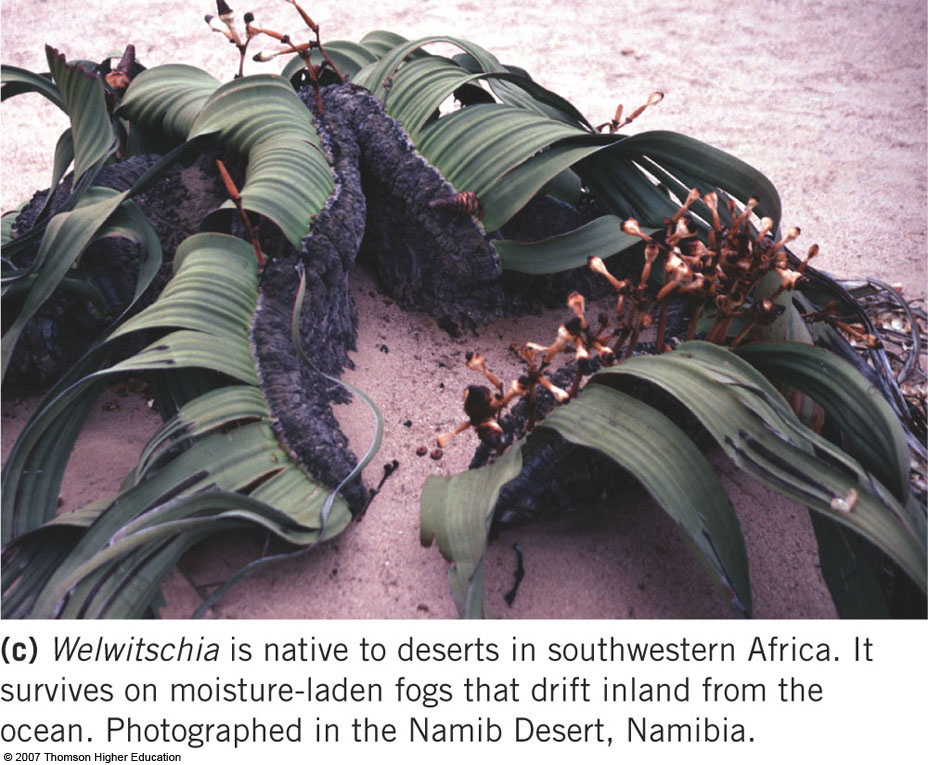 (c) Welwitschia is native to deserts in southwestern Africa. It
survives on moisture-laden fogs that drift inland from the
ocean. Photographed in the Namib Desert, Namibia.
© 2007 Thomson Higher Education